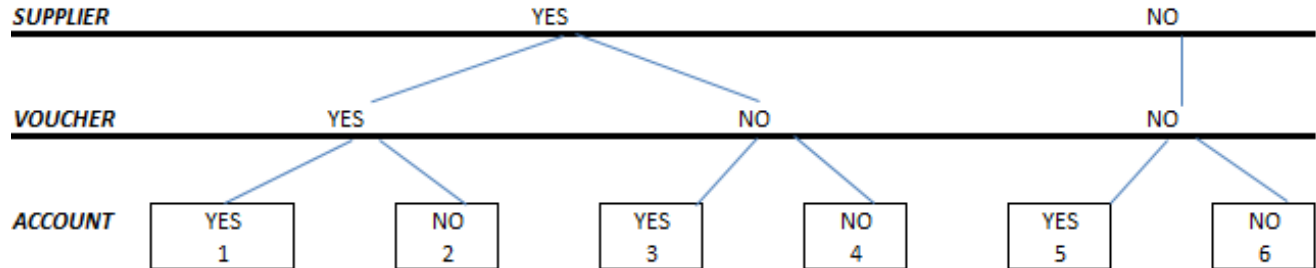 SUPPLIER YES NO
VOUCHER YES NO NO
ACCOUNT YES NO YES NO YES NO
1 2 3 4 5 6